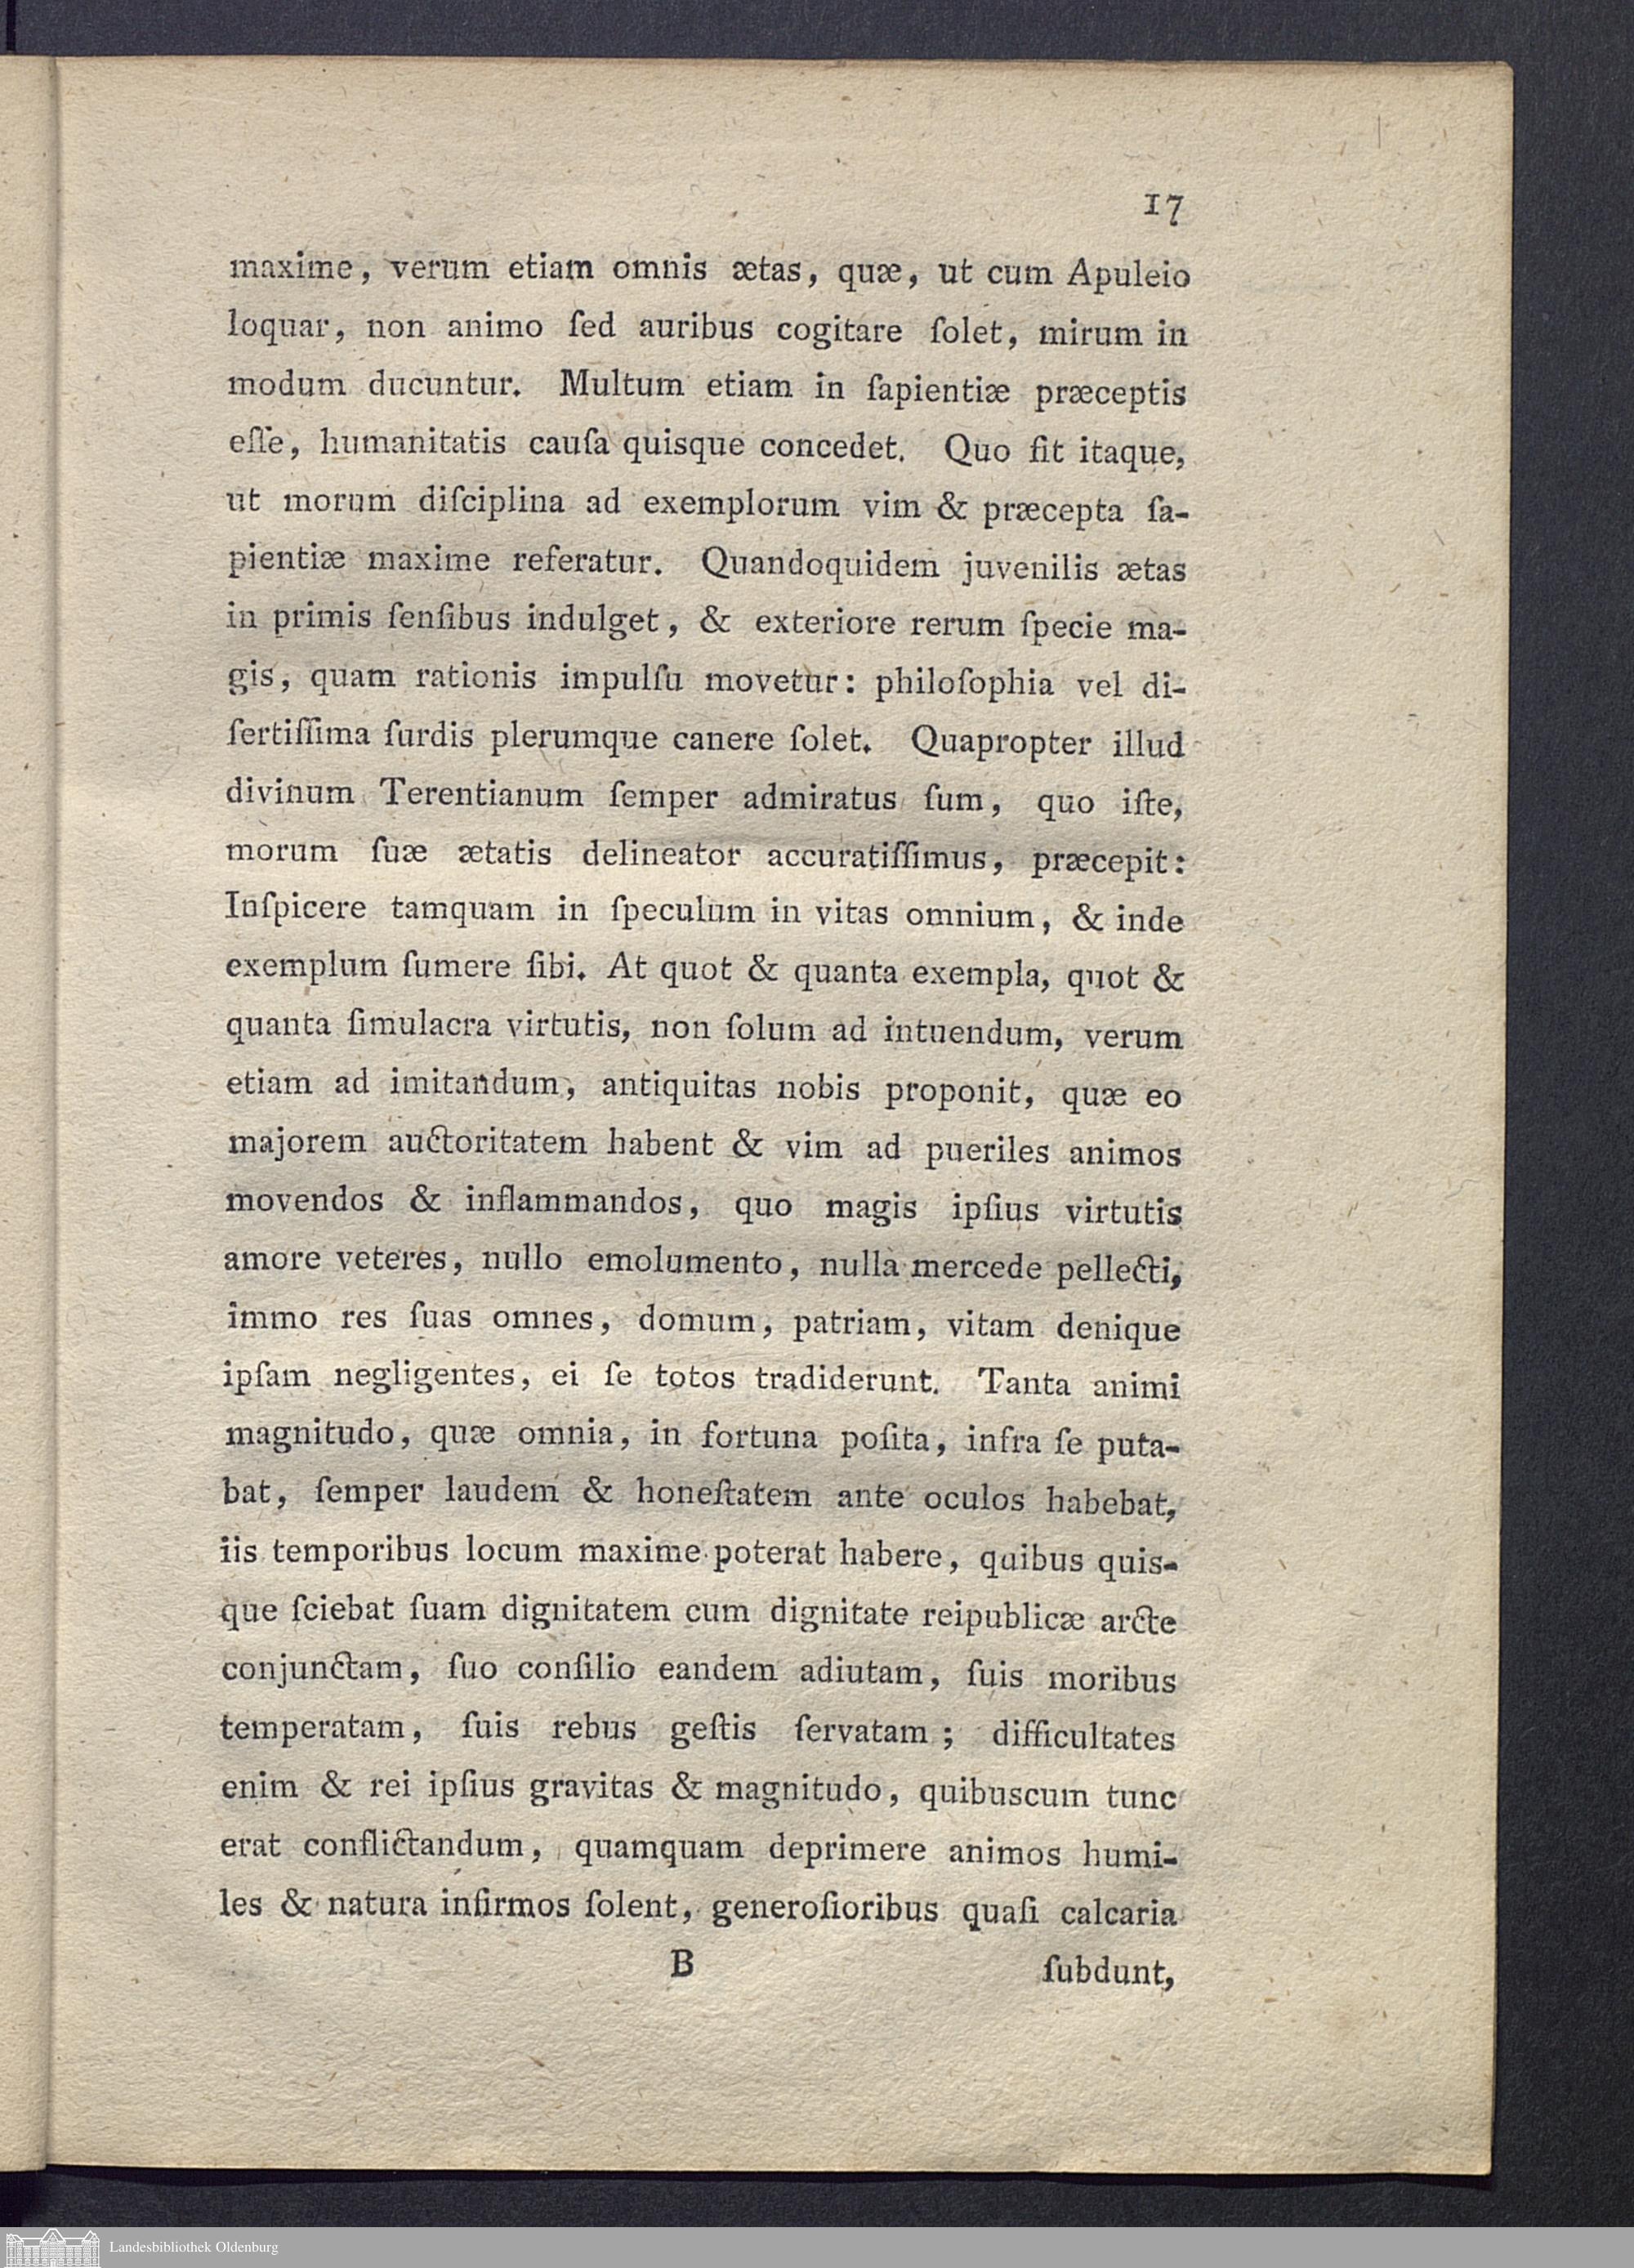 17
maxime, verum etiam omnis ætas, quæ, ut cum Apuleio
loquar, non animo ſed auribus cogitare ſolet, mirum in
modum ducuntur. Multum etiam in ſapientiæ præceptis
eſſe, humanitatis cauſa quisque concedet. Quo fit itaque,
ut morum diſciplina ad exemplorum vim & præcepta ſa-
pientiæ maxime referatur. Quandoquidem juvenilis ætas
in primis ſenſibus indulget, & exteriore rerum ſpecie ma-
gis, quam rationis impulſu movetur: philoſophia vel di-
ſertiſſima ſurdis plerumque canere ſolet. Quapropter illud
divinum Terentianum ſemper admiratus ſum, quo iſte,
morum ſuæ ætatis delineator accuratiſſimus, præcepit:
Inſpicere tamquam in ſpeculum in vitas omnium, & inde
exemplum ſumere ſibi. At quot & quanta exempla, quot &
quanta ſimulacra virtutis, non ſolum ad intuendum, verum
etiam ad imitandum, antiquitas nobis proponit, quæ eo
majorem auctoritatem habent & vim ad pueriles animos
movendos & inflammandos, quo magis ipſius virtutis
amore veteres, nullo emolumento, nulla mercede pellecti,
immo res ſuas omnes, domum, patriam, vitam denique
ipſam negligentes, ei ſe totos tradiderunt. Tanta animi
magnitudo, quæ omnia, in fortuna poſita, infra ſe puta-
bat, ſemper laudem & honeſtatem ante oculos habebat,
iis temporibus locum maxime poterat habere, quibus quis-
que ſciebat ſuam dignitatem cum dignitate reipublicæ arcte
conjunctam, ſuo conſilio eandem adiutam, ſuis moribus
temperatam, ſuis rebus geſtis ſervatam; difficultates
enim & rei ipſius gravitas & magnitudo, quibuscum tunc
erat conflictandum, quamquam deprimere animos humi-
les & natura infirmos ſolent, generoſioribus quaſi calcaria
B ſubdunt,
Landesbibliothek Oldenburg